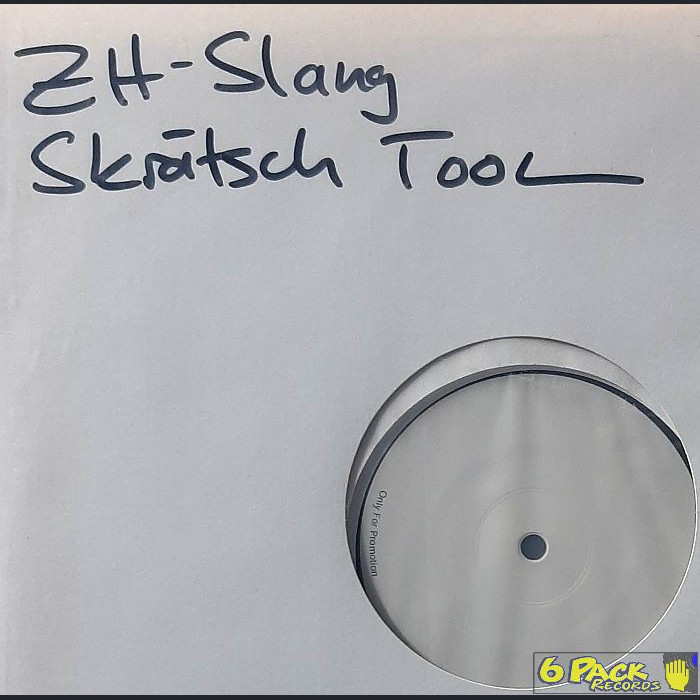 ZH-Slang
Skrätsch Tool
Only For Promotion
6 PACK
RECORDS